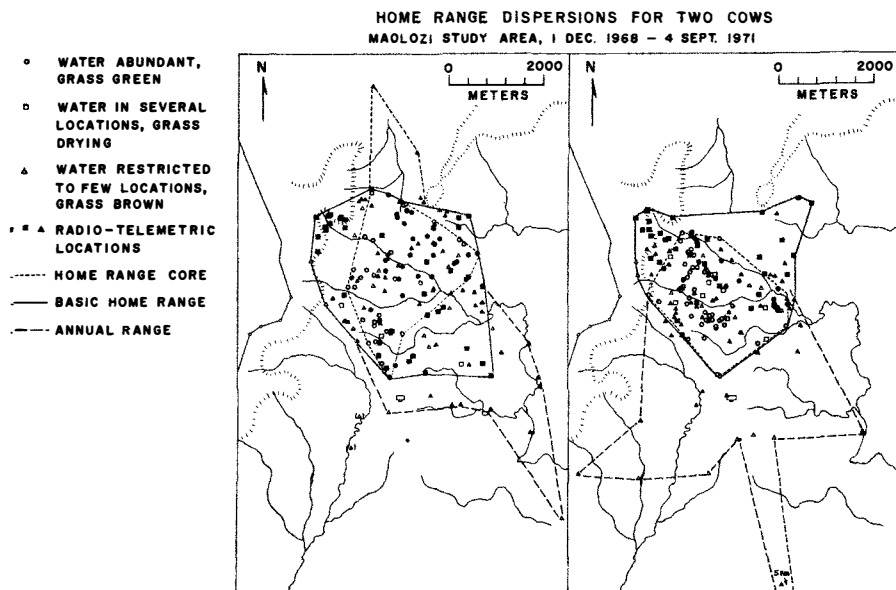 HOME RANGE DISPERSIONS FOR TWO COWS
MAOLOZI STUDY AREA, 1 DEC. 1968 – 4 SEPT. 1971
WATER ABUNDANT,
GRASS GREEN
WATER IN SEVERAL
LOCATIONS, GRASS
DRYING
WATER RESTRICTED
TO FEW LOCATIONS,
GRASS BROWN
RADIO-TELEMETRIC
LOCATIONS
HOME RANGE CORE
BASIC HOME RANGE
ANNUAL RANGE
N
0 2000
METERS
N
0 2000
METERS